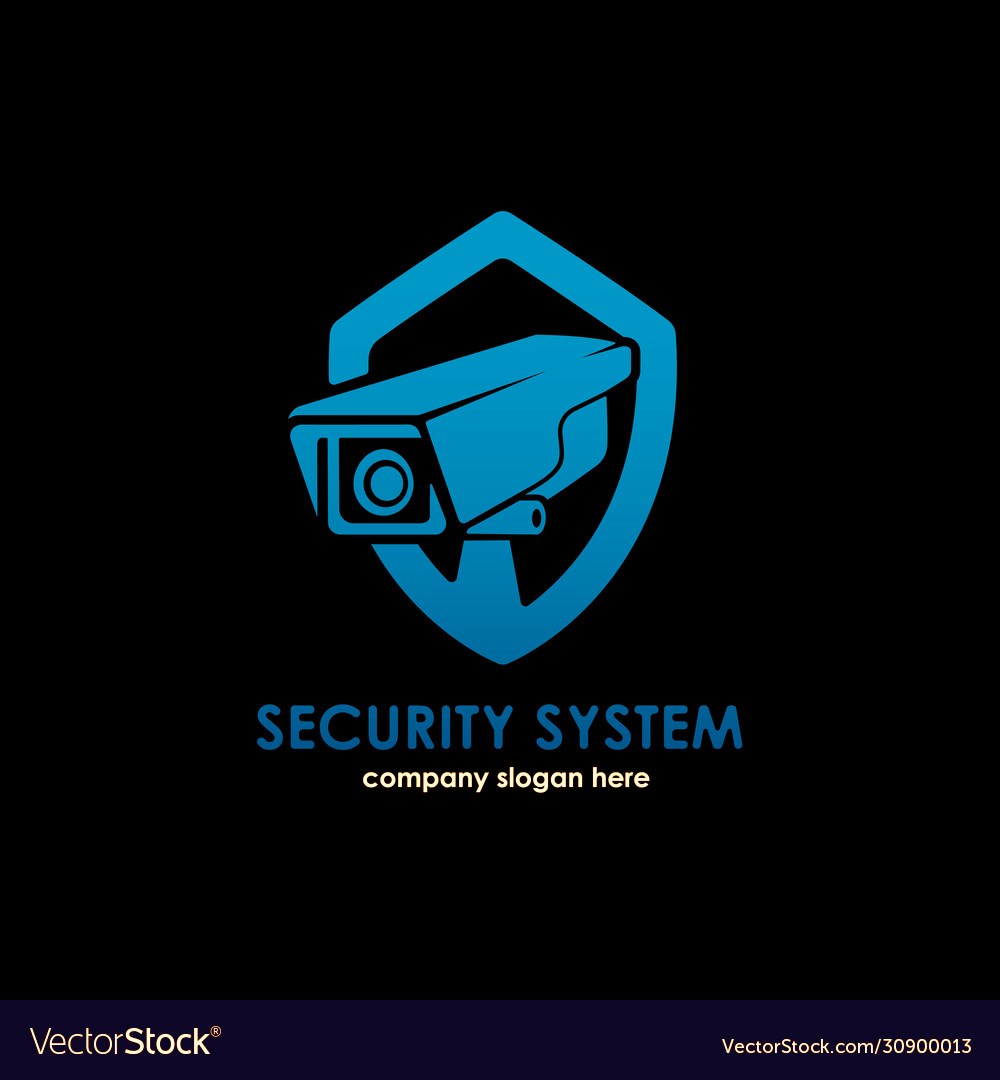 SECURITY SYSTEM
company slogan here
VectorStock®
VectorStock.com/30900013